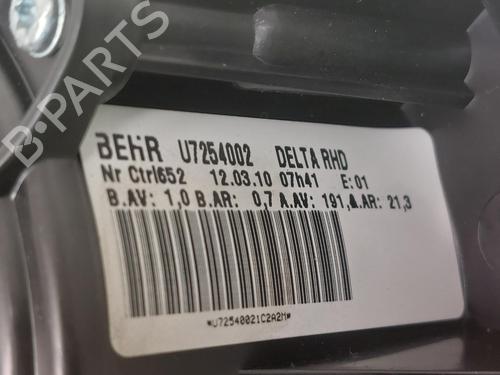 B-PARTS
BEHR U7254002 DELTA RHD
Nr Ctrl652 12.03.10 07h41 E:01
B.AV: 1,0 B.AR: 0,7 A.AV: 191, A.AR: 21,3
*U72540021C2A2M*